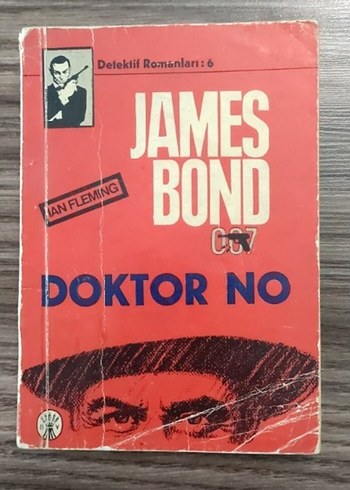 Detektif Romanları: 6
JAMES
BOND
007
IAN FLEMING
DOKTOR NO